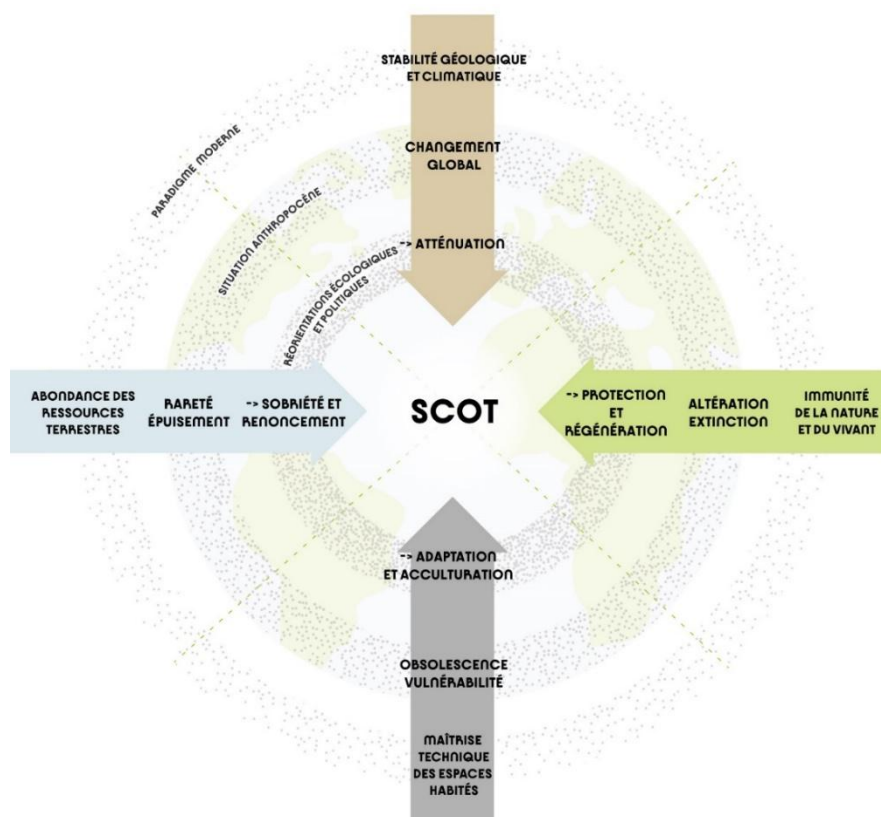 STABILITÉ GÉOLOGIQUE
ET CLIMATIQUE
CHANGEMENT
GLOBAL
-> ATTÉNUATION
PARADIGME MODERNE
SITUATION ANTHROPOCÈNE
RÉORIENTATIONS ÉCOLOGIQUES
ET POLITIQUES
ABONDANCE DES
RESSOURCES
TERRESTRES
RARETÉ
ÉPUISEMENT
-> SOBRIÉTÉ ET
RENONCEMENT
SCOT
-> PROTECTION
ET
RÉGÉNÉRATION
ALTÉRATION
EXTINCTION
IMMUNITÉ
DE LA NATURE
ET DU VIVANT
-> ADAPTATION
ET ACCULTURATION
OBSOLESCENCE
VULNÉRABILITÉ
MAÎTRISE
TECHNIQUE
DES ESPACES
HABITÉS